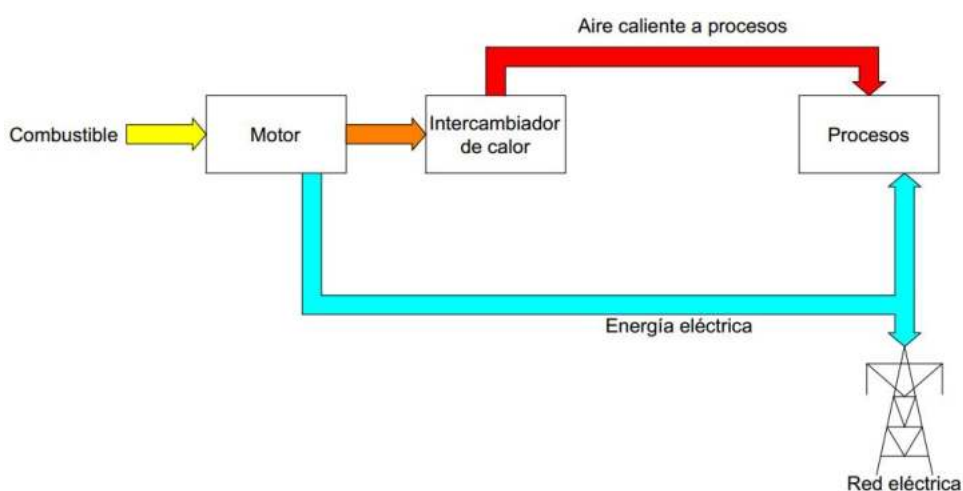 Aire caliente a procesos
Combustible
Motor
Intercambiador
de calor
Procesos
Energía eléctrica
Red eléctrica